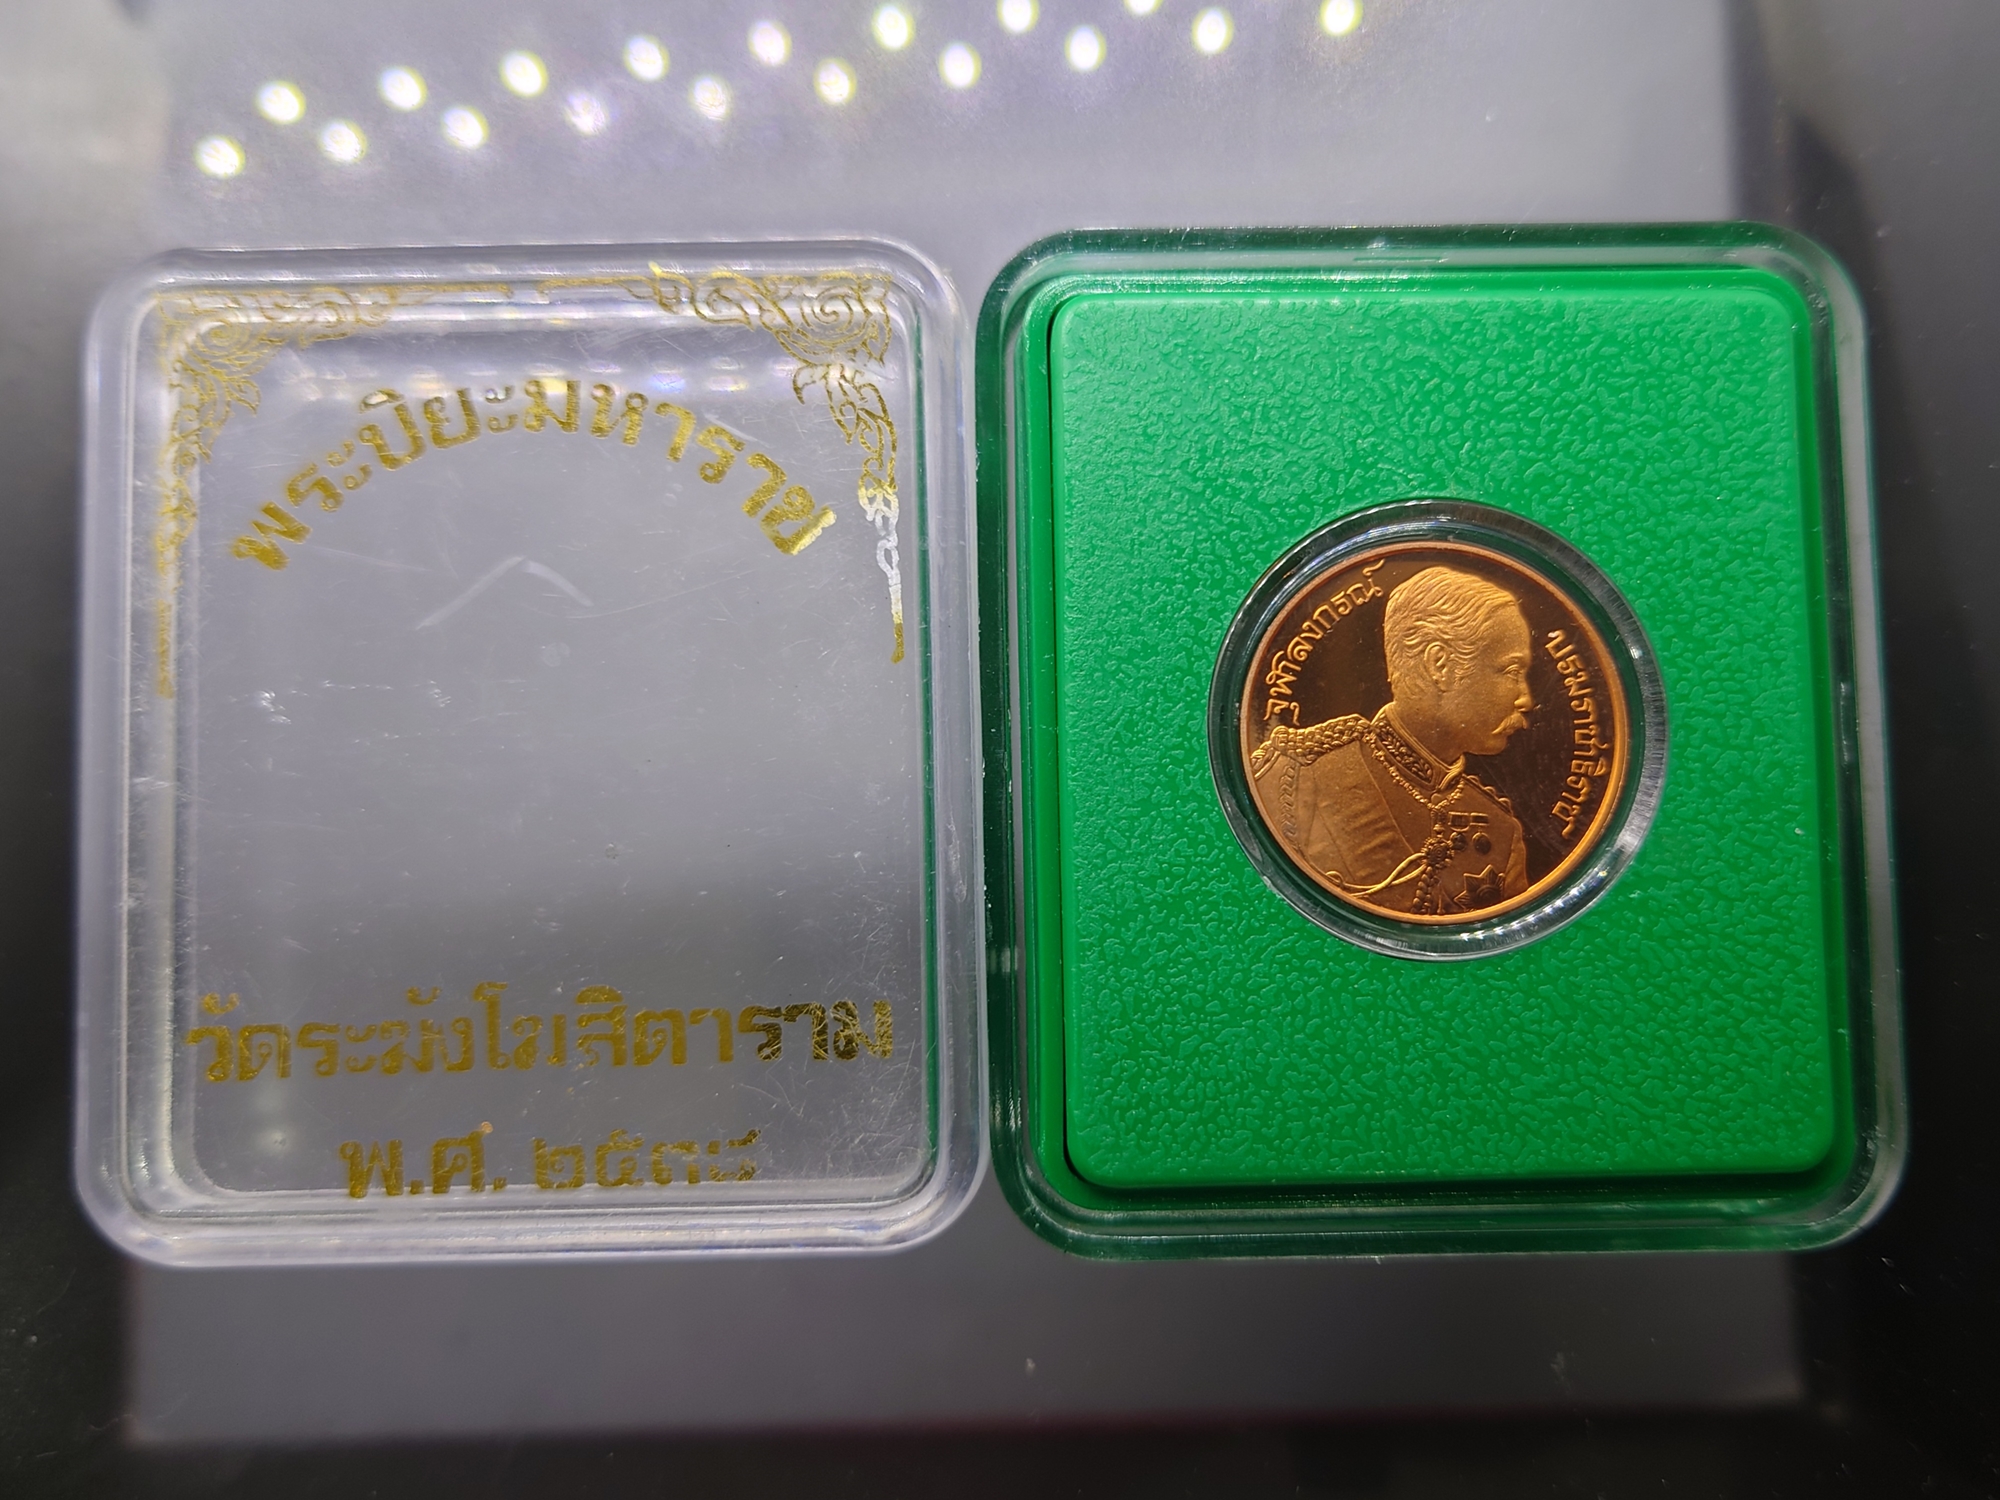 พระปิยะมหาราช
วัดระฆังโฆสิตาราม
พ.ศ. ๒๕๓๘
จุฬาลงกรณ์
บรมราชาธิราช